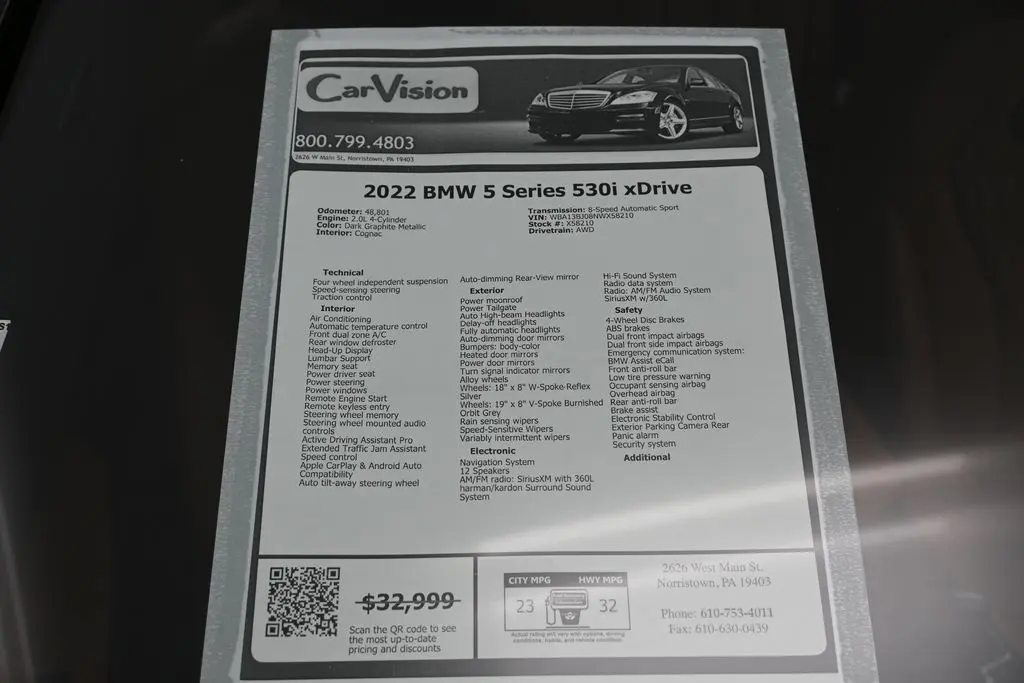 CarVision
800.799.4803
2626 W Main St, Norristown, PA 19403
2022 BMW 5 Series 530i xDrive
Odometer: 48,801
Engine: 2.0L 4-Cylinder
Color: Dark Graphite Metallic
Interior: Cognac
Transmission: 8-Speed Automatic Sport
VIN: WBA13BJ08NWX58210
Stock #: X58210
Drivetrain: AWD
Technical
Four wheel independent suspension
Speed-sensing steering
Traction control
Interior
Air Conditioning
Automatic temperature control
Front dual zone A/C
Rear window defroster
Head-Up Display
Lumbar Support
Memory seat
Power driver seat
Power steering
Power windows
Remote Engine Start
Remote keyless entry
Steering wheel memory
Steering wheel mounted audio
controls
Active Driving Assistant Pro
Extended Traffic Jam Assistant
Speed control
Apple CarPlay & Android Auto
Compatibility
Auto tilt-away steering wheel
Auto-dimming Rear-View mirror
Exterior
Power moonroof
Power Tailgate
Auto High-beam Headlights
Delay-off headlights
Fully automatic headlights
Auto-dimming door mirrors
Bumpers: body-color
Heated door mirrors
Power door mirrors
Turn signal indicator mirrors
Alloy wheels
Wheels: 18" x 8" W-Spoke Reflex
Silver
Wheels: 19" x 8" V-Spoke Burnished
Orbit Grey
Rain sensing wipers
Speed-Sensitive Wipers
Variably intermittent wipers
Electronic
Navigation System
12 Speakers
AM/FM radio: SiriusXM with 360L
harman/kardon Surround Sound
System
Hi-Fi Sound System
Radio data system
Radio: AM/FM Audio System
SiriusXM w/360L
Safety
4-Wheel Disc Brakes
ABS brakes
Dual front impact airbags
Dual front side impact airbags
Emergency communication system:
BMW Assist eCall
Front anti-roll bar
Low tire pressure warning
Occupant sensing airbag
Overhead airbag
Rear anti-roll bar
Brake assist
Electronic Stability Control
Exterior Parking Camera Rear
Panic alarm
Security system
Additional
$32,999
Scan the QR code to see
the most up-to-date
pricing and discounts
CITY MPG
HWY MPG
23
32
Actual rating will vary with options, driving
conditions, habits, and vehicle condition.
2626 West Main St.
Norristown, PA 19403
Phone: 610-753-4011
Fax: 610-630-0439